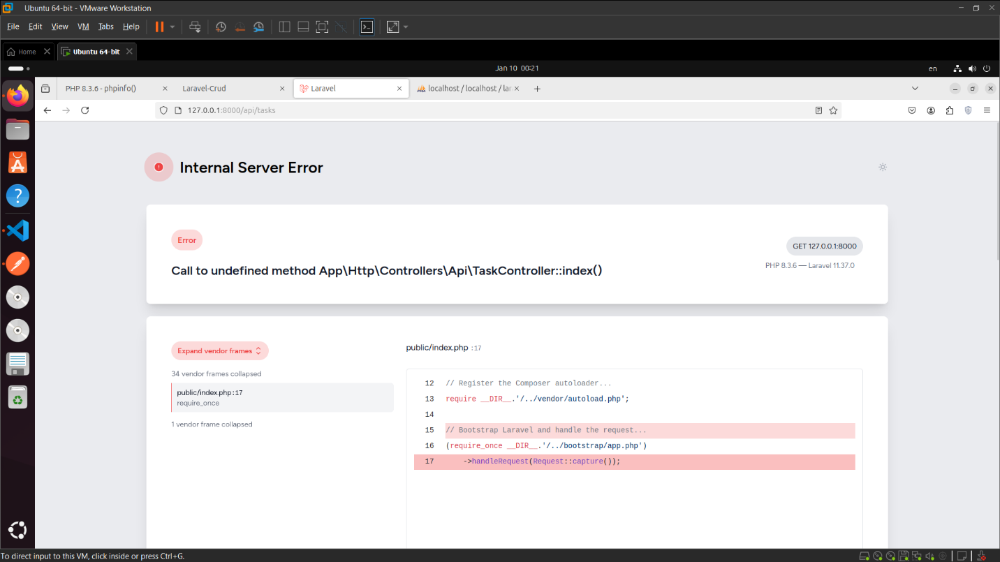 Ubuntu 64-bit - VMware Workstation
File Edit View VM Tabs Help
Home
Ubuntu 64-bit
Jan 10 00:21
en
PHP 8.3.6 - phpinfo()
Laravel-Crud
Laravel
localhost / localhost / lar
127.0.0.1:8000/api/tasks
Internal Server Error
Error
GET 127.0.0.1:8000
PHP 8.3.6 — Laravel 11.37.0
Call to undefined method App\Http\Controllers\Api\TaskController::index()
Expand vendor frames
34 vendor frames collapsed
public/index.php:17
require_once
1 vendor frame collapsed
public/index.php :17
12 // Register the Composer autoloader...
13 require __DIR__.'/../vendor/autoload.php';
14
15 // Bootstrap Laravel and handle the request...
16 (require_once __DIR__.'/../bootstrap/app.php')
17 ->handleRequest(Request::capture());
To direct input to this VM, click inside or press Ctrl+G.